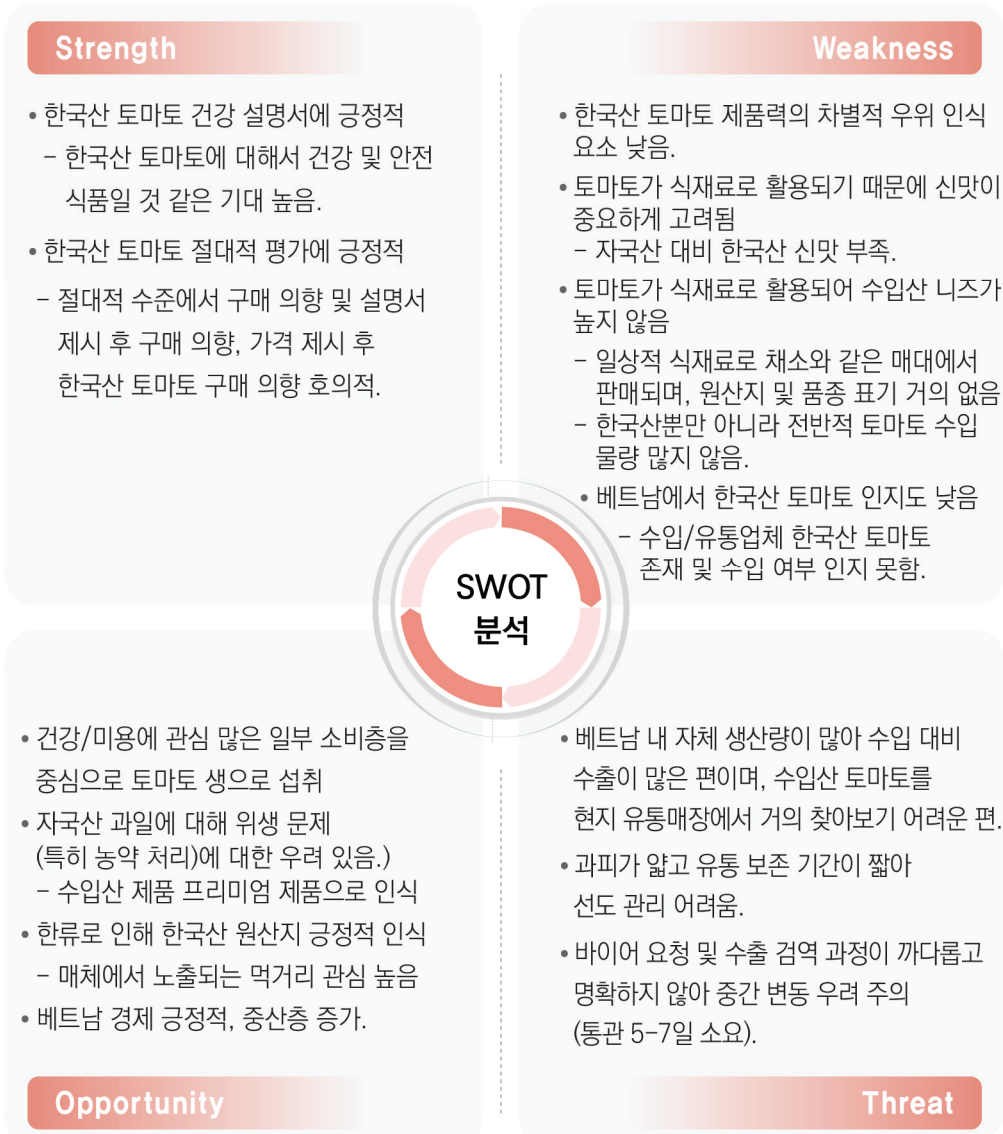 Strength
• 한국산 토마토 건강 설명서에 긍정적
– 한국산 토마토에 대해서 건강 및 안전
식품일 것 같은 기대 높음.
• 한국산 토마토 절대적 평가에 긍정적
– 절대적 수준에서 구매 의향 및 설명서
제시 후 구매 의향, 가격 제시 후
한국산 토마토 구매 의향 호의적.
Weakness
• 한국산 토마토 제품력의 차별적 우위 인식
요소 낮음.
• 토마토가 식재료로 활용되기 때문에 신맛이
중요하게 고려됨
– 자국산 대비 한국산 신맛 부족.
• 토마토가 식재료로 활용되어 수입산 니즈가
높지 않음
– 일상적 식재료로 채소와 같은 매대에서
판매되며, 원산지 및 품종 표기 거의 없음
– 한국산뿐만 아니라 전반적 토마토 수입
물량 많지 않음.
• 베트남에서 한국산 토마토 인지도 낮음
– 수입/유통업체 한국산 토마토
존재 및 수입 여부 인지 못함.
SWOT
분석
• 건강/미용에 관심 많은 일부 소비층을
중심으로 토마토 생으로 섭취
• 자국산 과일에 대해 위생 문제
(특히 농약 처리)에 대한 우려 있음.)
– 수입산 제품 프리미엄 제품으로 인식
• 한류로 인해 한국산 원산지 긍정적 인식
– 매체에서 노출되는 먹거리 관심 높음
• 베트남 경제 긍정적, 중산층 증가.
Opportunity
• 베트남 내 자체 생산량이 많아 수입 대비
수출이 많은 편이며, 수입산 토마토를
현지 유통매장에서 거의 찾아보기 어려운 편.
• 과피가 얇고 유통 보존 기간이 짧아
선도 관리 어려움.
• 바이어 요청 및 수출 검역 과정이 까다롭고
명확하지 않아 중간 변동 우려 주의
(통관 5-7일 소요).
Threat